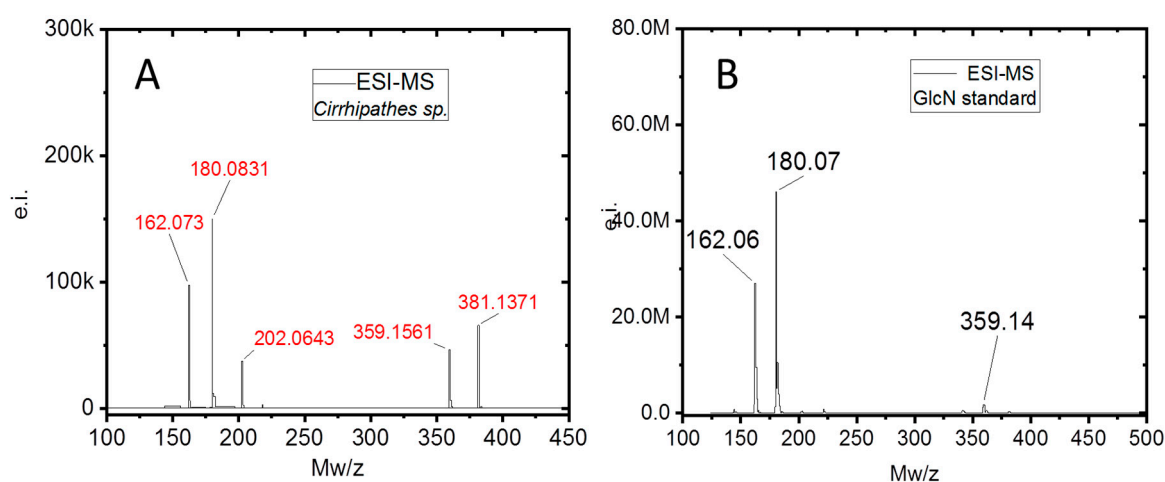 A
ESI-MS
Cirrhipathes sp.
300k
200k
100k
0
e.i.
180.0831
162.073
202.0643
359.1561
381.1371
100 150 200 250 300 350 400 450
Mw/z
B
ESI-MS
GlcN standard
80.0M
60.0M
40.0M
20.0M
0.0
e.i.
180.07
162.06
359.14
100 150 200 250 300 350 400 450 500
Mw/z